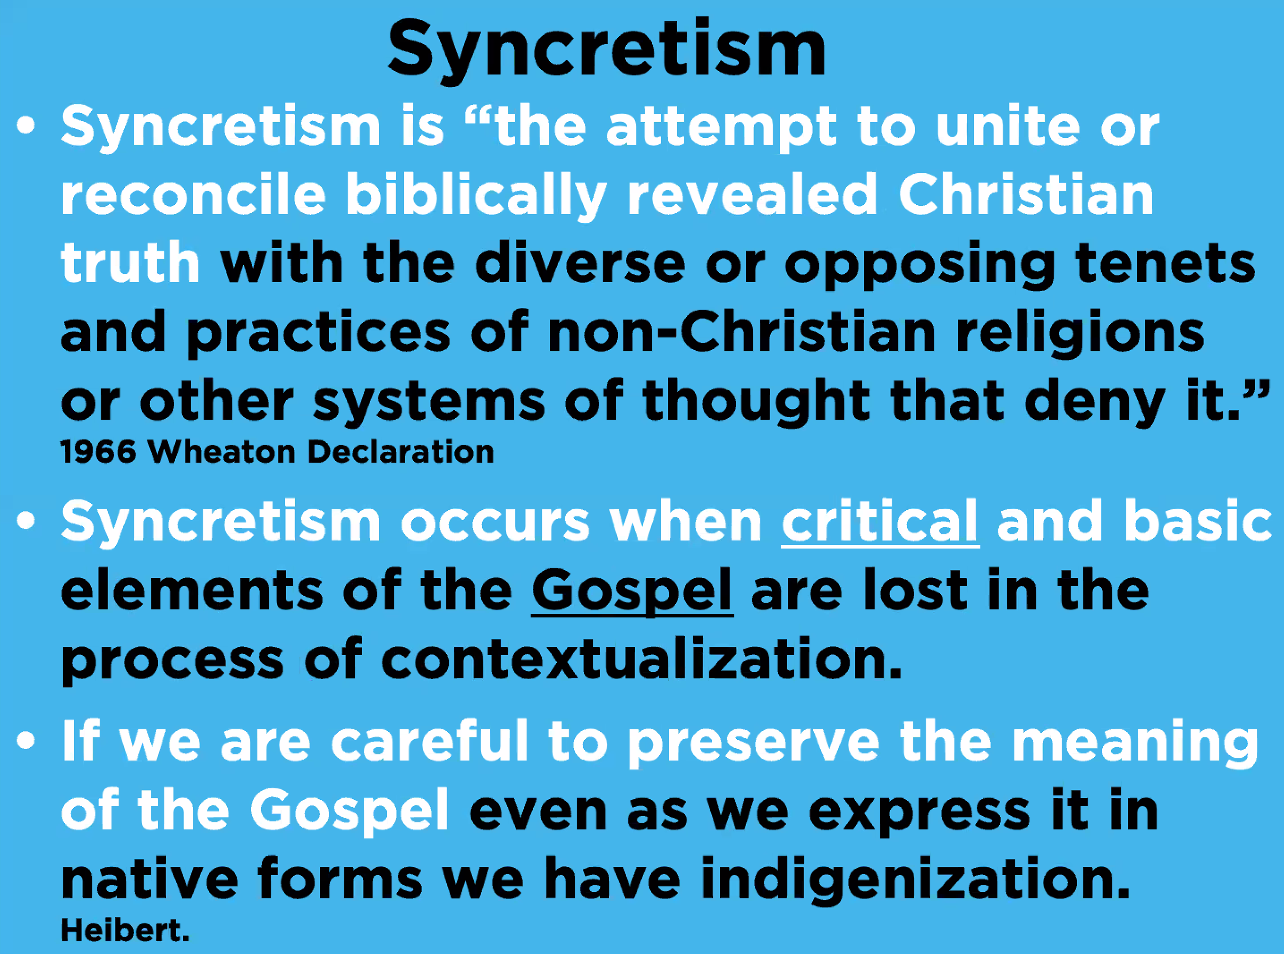 Syncretism
• Syncretism is “the attempt to unite or
reconcile biblically revealed Christian
truth with the diverse or opposing tenets
and practices of non-Christian religions
or other systems of thought that deny it.”
1966 Wheaton Declaration
• Syncretism occurs when critical and basic
elements of the Gospel are lost in the
process of contextualization.
• If we are careful to preserve the meaning
of the Gospel even as we express it in
native forms we have indigenization.
Heibert.